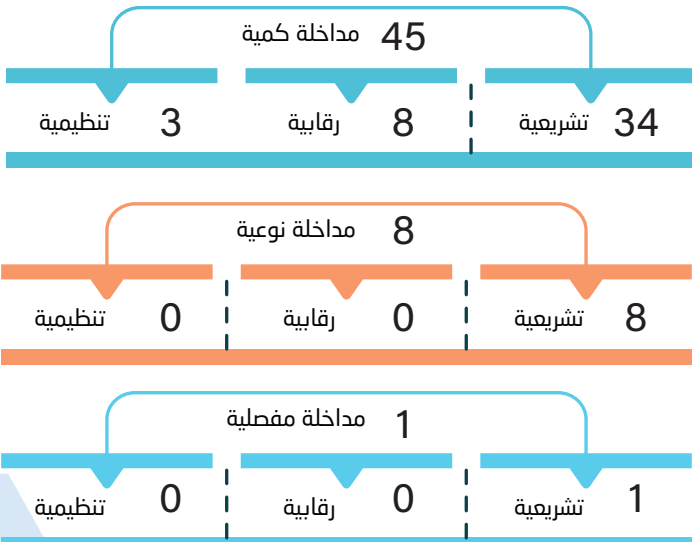 45 مداخلة كمية
34 تشريعية 8 رقابية 3 تنظيمية
8 مداخلة نوعية
8 تشريعية 0 رقابية 0 تنظيمية
1 مداخلة مفصلية
1 تشريعية 0 رقابية 0 تنظيمية